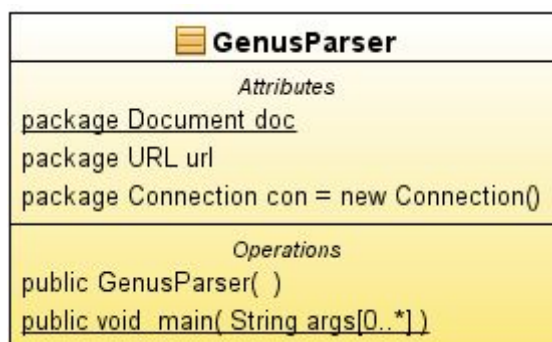 GenusParser
Attributes
package Document doc
package URL url
package Connection con = new Connection()
Operations
public GenusParser( )
public void main( String args[0..*] )